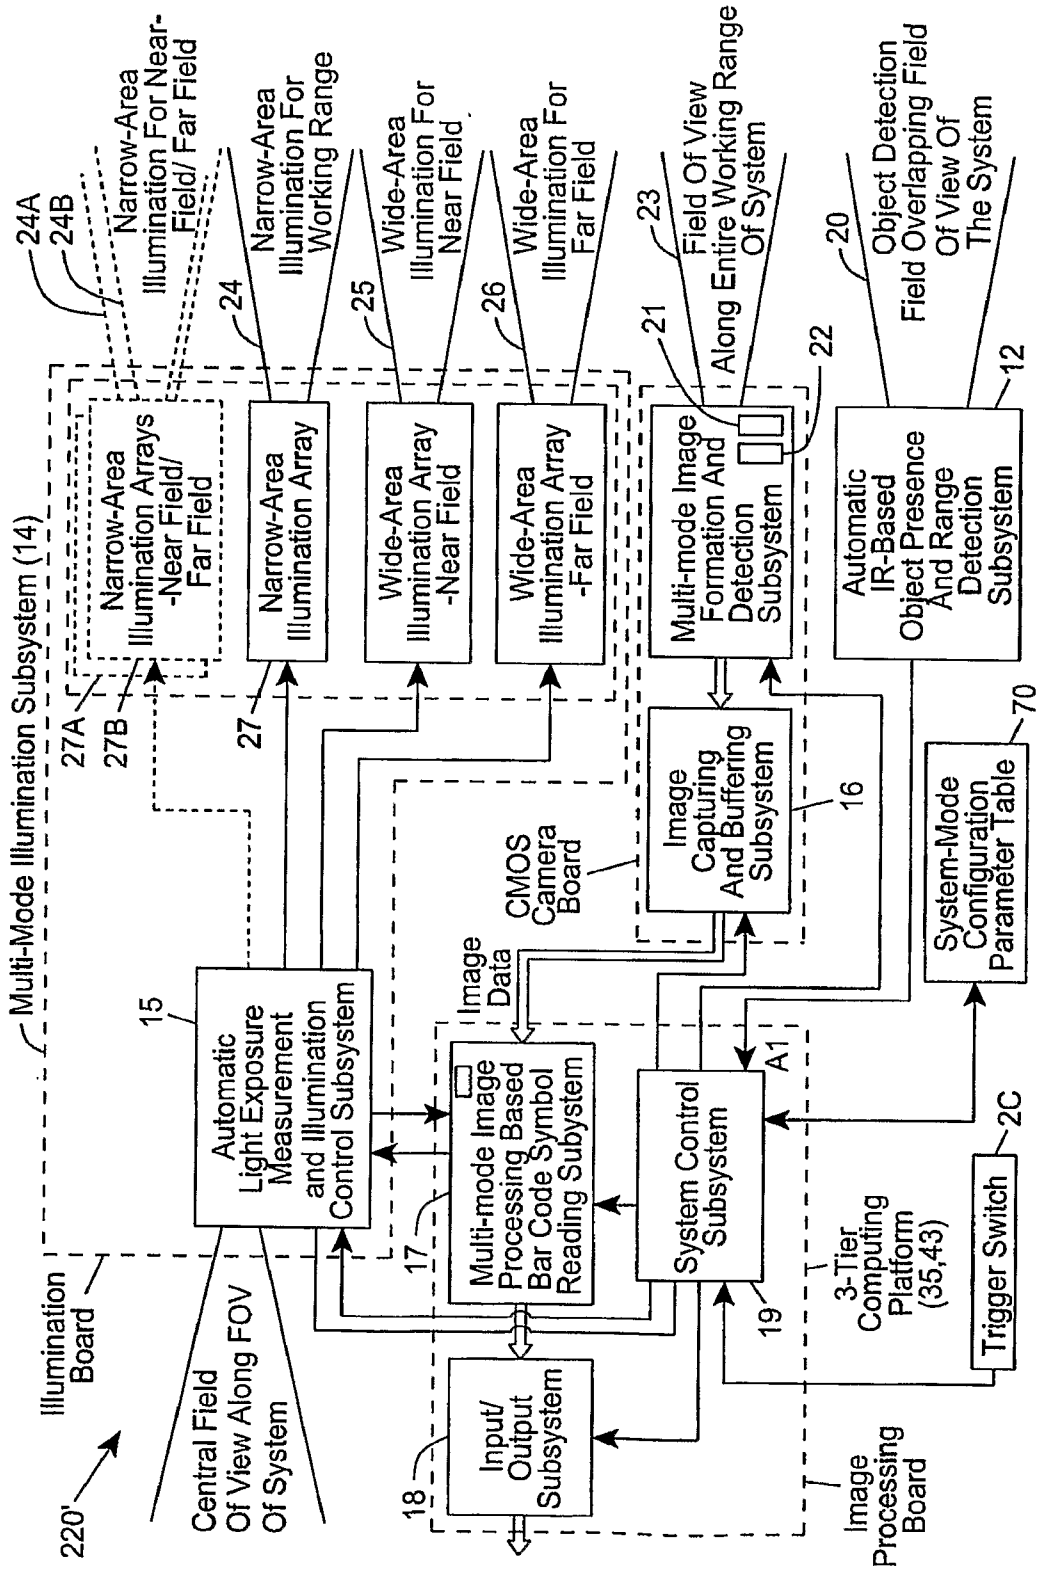 220'
Illumination
Board
Multi-Mode Illumination Subsystem (14)
Central Field
Of View Along FOV
Of System
15
Automatic
Light Exposure
Measurement
and Illumination
Control Subsystem
27A
27B
Narrow-Area
Illumination Arrays
-Near Field/
Far Field
24A
24B
Narrow-Area
Illumination For Near-
Field/ Far Field
27
Narrow-Area
Illumination Array
24
Narrow-Area
Illumination For
Working Range
Wide-Area
Illumination Array
-Near Field
25
Wide-Area
Illumination For
Near Field
Wide-Area
Illumination Array
-Far Field
26
Wide-Area
Illumination For
Far Field
18
Input/
Output
Subsystem
17
Multi-mode Image
Processing Based
Bar Code Symbol
Reading Subsystem
Image
Data
CMOS
Camera
Board
Image
Capturing
And Buffering
Subsystem
16
Multi-mode Image
Formation And
Detection
Subsystem
21
22
23
Field Of View
Along Entire Working Range
Of System
System Control
Subsystem
19
A1
Automatic
IR-Based
Object Presence
And Range
Detection
Subsystem
12
20
Object Detection
Field Overlapping Field
Of View Of
The System
Image
Processing
Board
3-Tier
Computing
Platform
(35,43)
Trigger Switch
2C
System-Mode
Configuration
Parameter Table
70